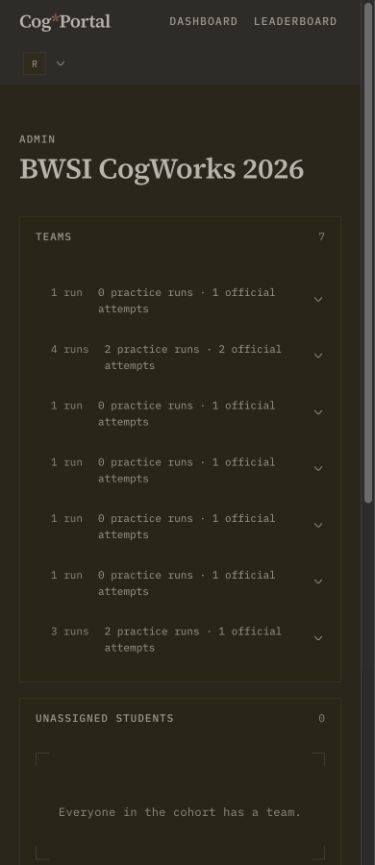 Cog*Portal
DASHBOARD LEADERBOARD
R
ADMIN
BWSI CogWorks 2026
TEAMS 7
1 run 0 practice runs · 1 official
attempts
4 runs 2 practice runs · 2 official
attempts
1 run 0 practice runs · 1 official
attempts
1 run 0 practice runs · 1 official
attempts
1 run 0 practice runs · 1 official
attempts
1 run 0 practice runs · 1 official
attempts
3 runs 2 practice runs · 1 official
attempts
UNASSIGNED STUDENTS 0
Everyone in the cohort has a team.